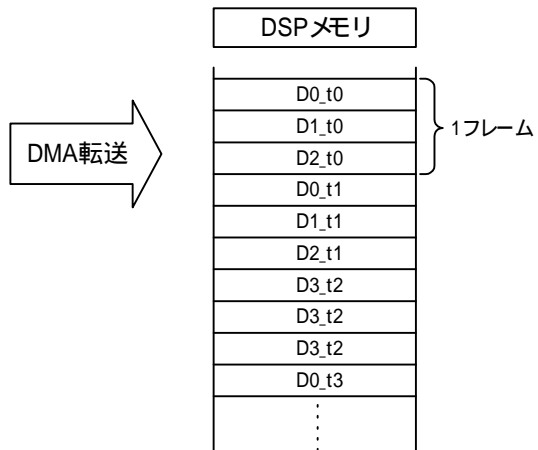 DSPメモリ
D0_t0
D1_t0
D2_t0
1フレーム
DMA転送
D0_t1
D1_t1
D2_t1
D3_t2
D3_t2
D3_t2
D0_t3